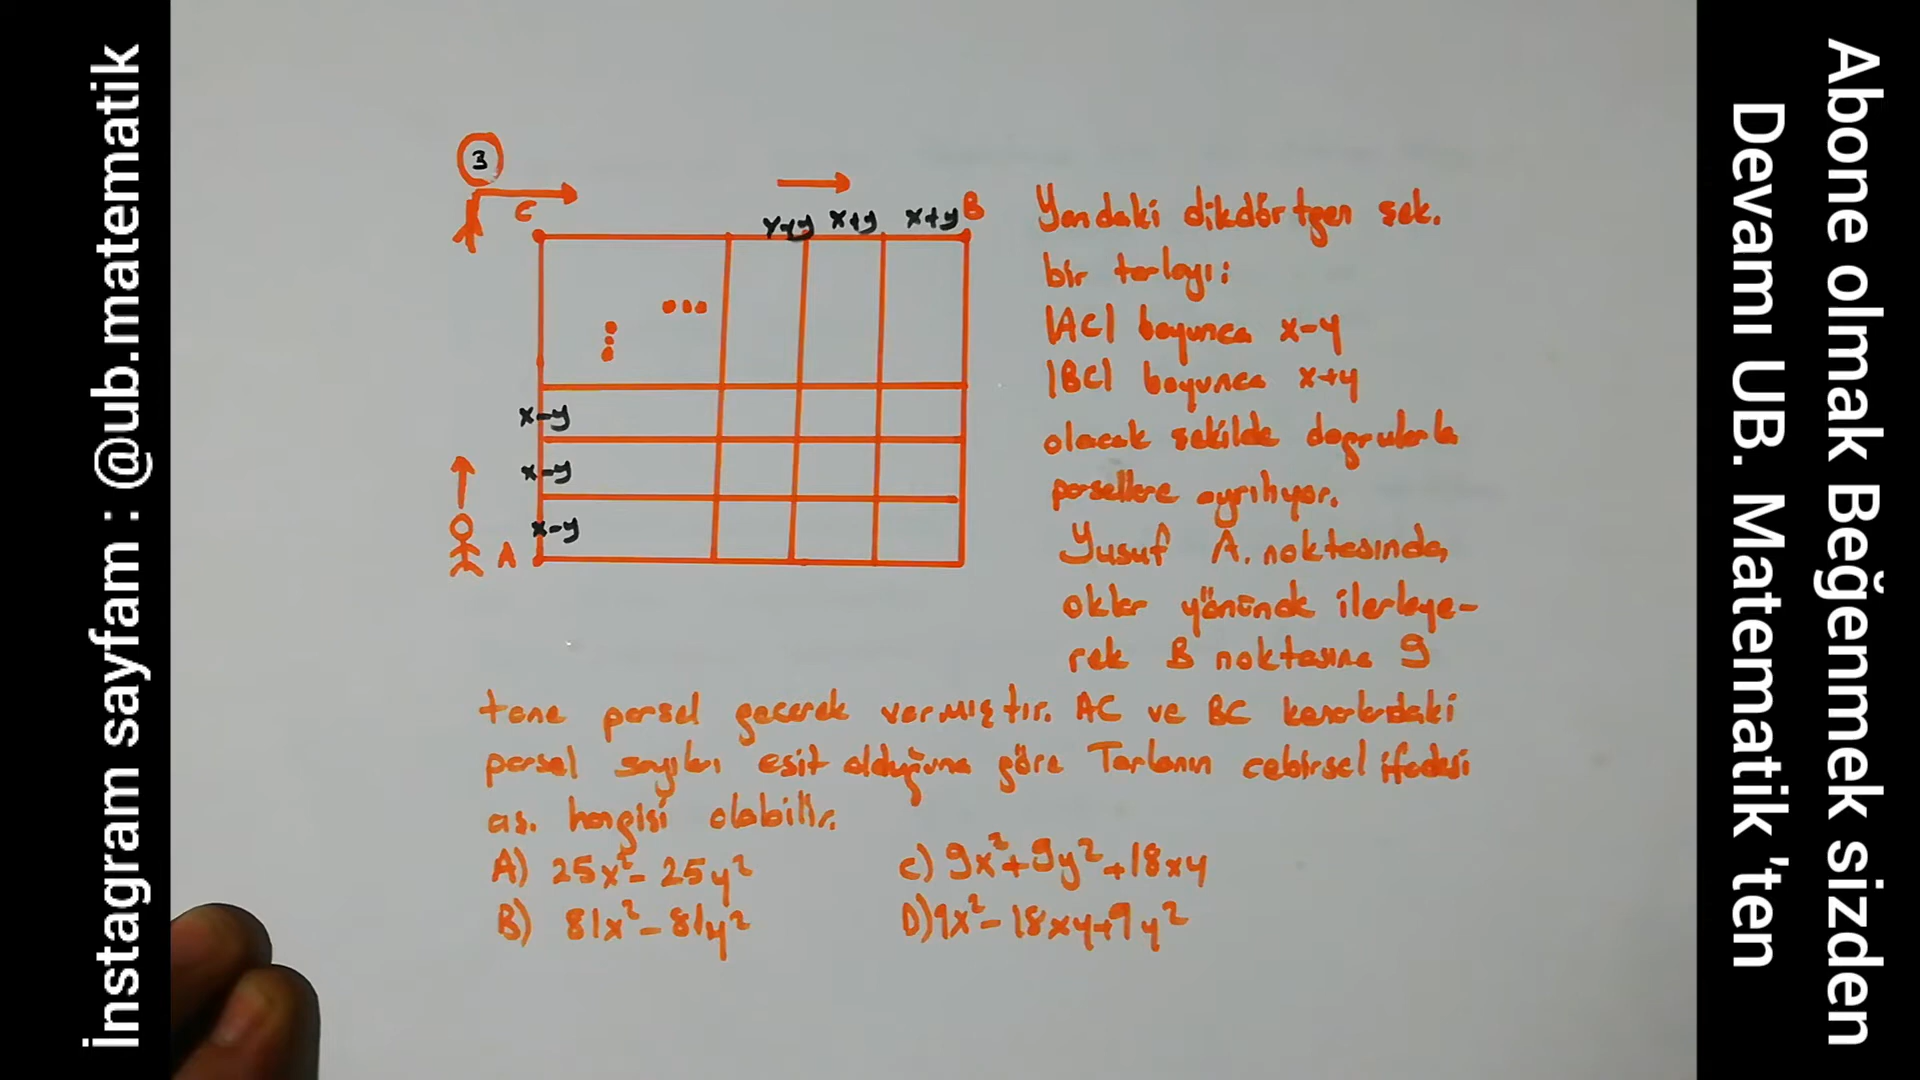 İnstagram sayfam : @ub.matematik
3
C
x+y x+y x+y B
x-y
x-y
x-y
A
Yandaki dikdörtgen şek.
bir tarlayı:
|AC| boyunca x-y
|BC| boyunca x+y
olacak şekilde doğrularla
parsellere ayrılıyor.
Yusuf A. noktasından
oklar yönünde ilerleye-
rek B noktasına 9
tane parsel geçerek varmıştır. AC ve BC kenarlardaki
parsel sayıları eşit olduğuna göre Tarlanın cebirsel ifadesi
aş. hangisi olabilir.
A) 25x²- 25y²
C) 9x²+9y²+18xy
B) 81x²-81y²
D) 9x²-18xy+9y²
Abone olmak Beğenmek sizden
Devamı UB. Matematik 'ten